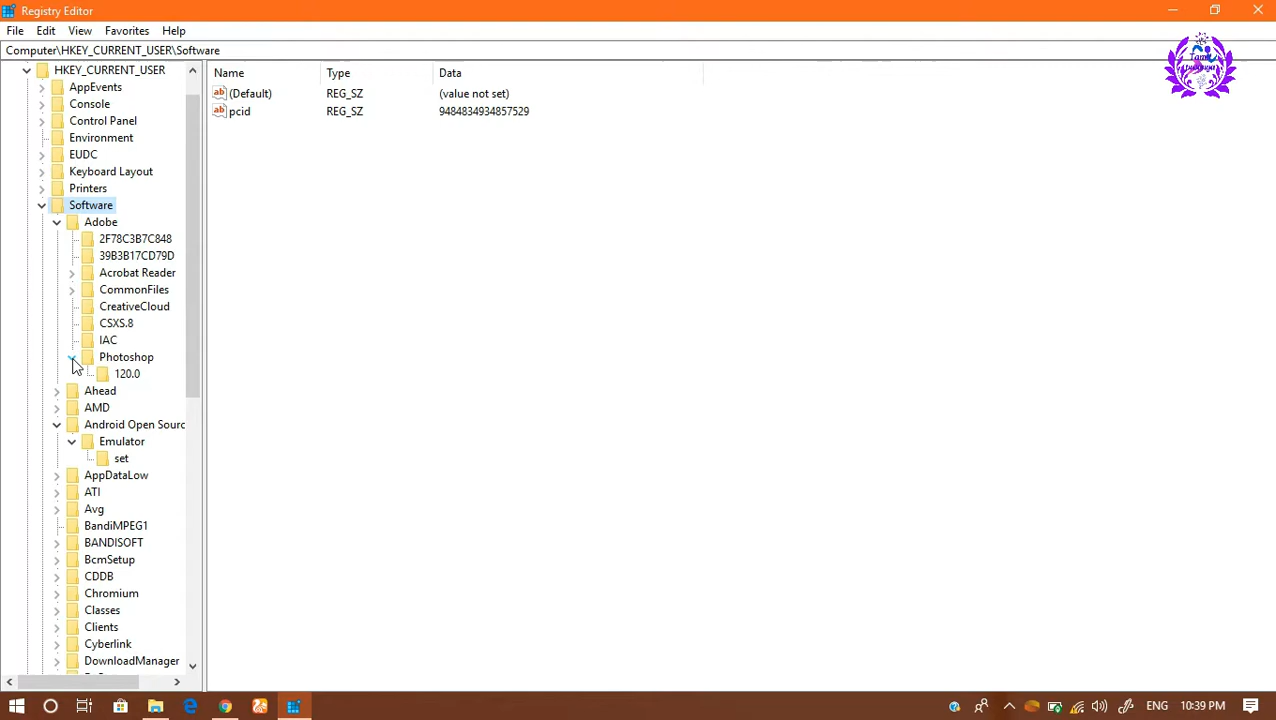 Registry Editor
File Edit View Favorites Help
Computer\HKEY_CURRENT_USER\Software
HKEY_CURRENT_USER
AppEvents
Console
Control Panel
Environment
EUDC
Keyboard Layout
Printers
Software
Adobe
2F78C3B7C848
39B3B17CD79D
Acrobat Reader
CommonFiles
CreativeCloud
CSXS.8
IAC
Photoshop
120.0
Ahead
AMD
Android Open Sourc
Emulator
set
AppDataLow
ATI
Avg
BandiMPEG1
BANDISOFT
BcmSetup
CDDB
Chromium
Classes
Clients
Cyberlink
DownloadManager
Name Type Data
ab (Default) REG_SZ (value not set)
ab pcid REG_SZ 9484834934857529
Tamil
ENG 10:39 PM